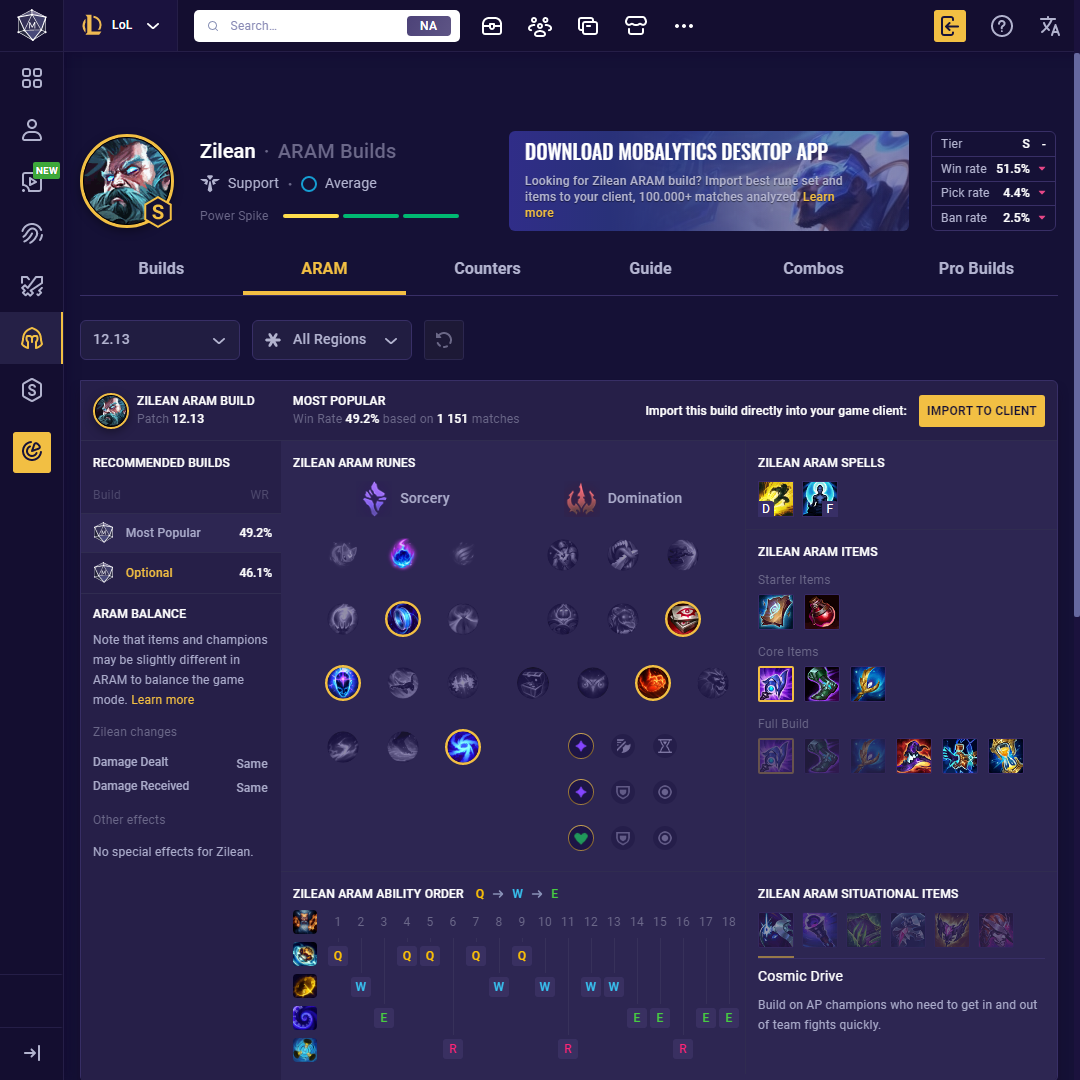 LoL
Search...
NA
NEW
Zilean · ARAM Builds
Support · Average
Power Spike
S
DOWNLOAD MOBALYTICS DESKTOP APP
Looking for Zilean ARAM build? Import best rune set and
items to your client, 100.000+ matches analyzed. Learn
more
Tier S -
Win rate 51.5%
Pick rate 4.4%
Ban rate 2.5%
Builds
ARAM
Counters
Guide
Combos
Pro Builds
12.13
All Regions
ZILEAN ARAM BUILD
Patch 12.13
MOST POPULAR
Win Rate 49.2% based on 1 151 matches
Import this build directly into your game client:
IMPORT TO CLIENT
RECOMMENDED BUILDS
Build WR
Most Popular 49.2%
Optional 46.1%
ARAM BALANCE
Note that items and champions
may be slightly different in
ARAM to balance the game
mode. Learn more
Zilean changes
Damage Dealt Same
Damage Received Same
Other effects
No special effects for Zilean.
ZILEAN ARAM RUNES
Sorcery
Domination
ZILEAN ARAM SPELLS
D F
ZILEAN ARAM ITEMS
Starter Items
Core Items
Full Build
ZILEAN ARAM ABILITY ORDER Q → W → E
1 2 3 4 5 6 7 8 9 10 11 12 13 14 15 16 17 18
Q Q Q Q Q
W W W W W
E E E E E
R R R
ZILEAN ARAM SITUATIONAL ITEMS
Cosmic Drive
Build on AP champions who need to get in and out
of team fights quickly.